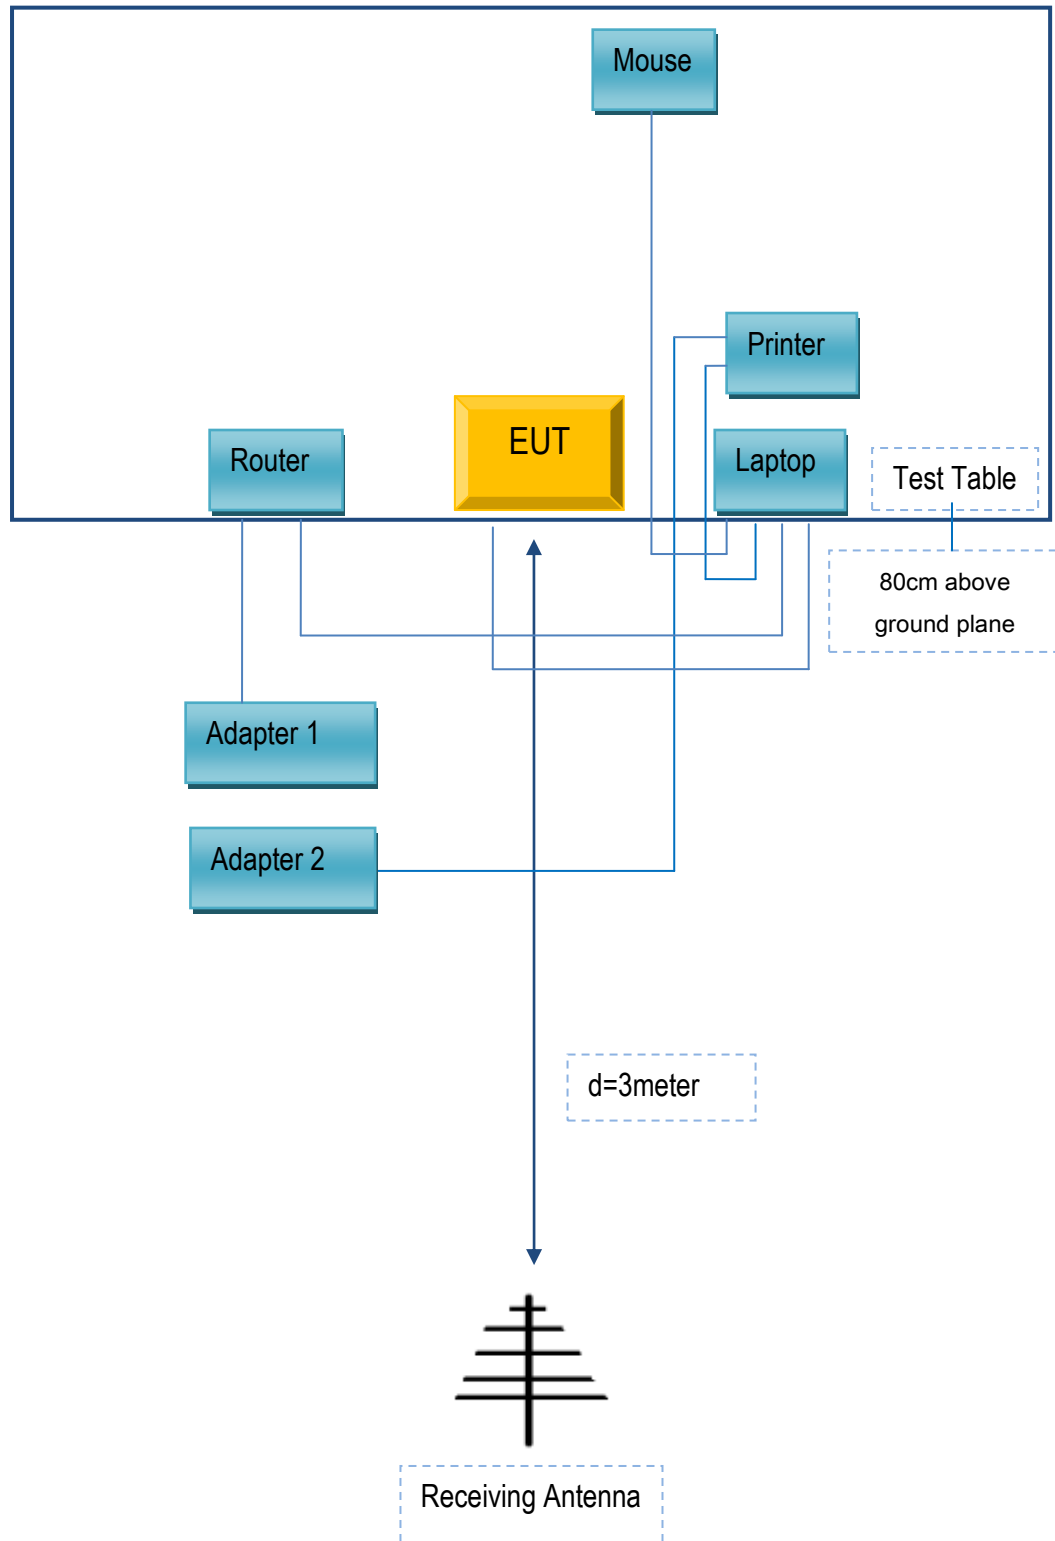 Mouse
Printer
EUT
Router
Laptop
Test Table
80cm above
ground plane
Adapter 1
Adapter 2
d=3meter
Receiving Antenna